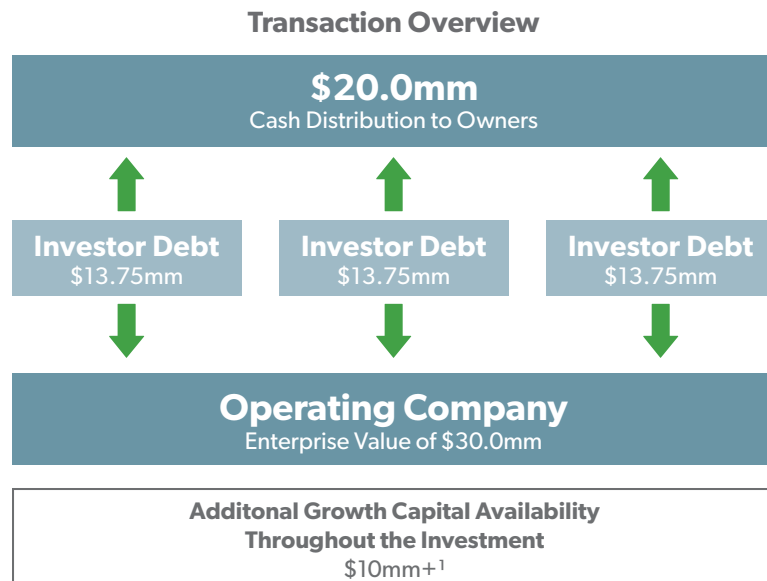 Transaction Overview
$20.0mm
Cash Distribution to Owners
Investor Debt
$13.75mm
Investor Debt
$13.75mm
Investor Debt
$13.75mm
Operating Company
Enterprise Value of $30.0mm
Additonal Growth Capital Availability
Throughout the Investment
$10mm+¹